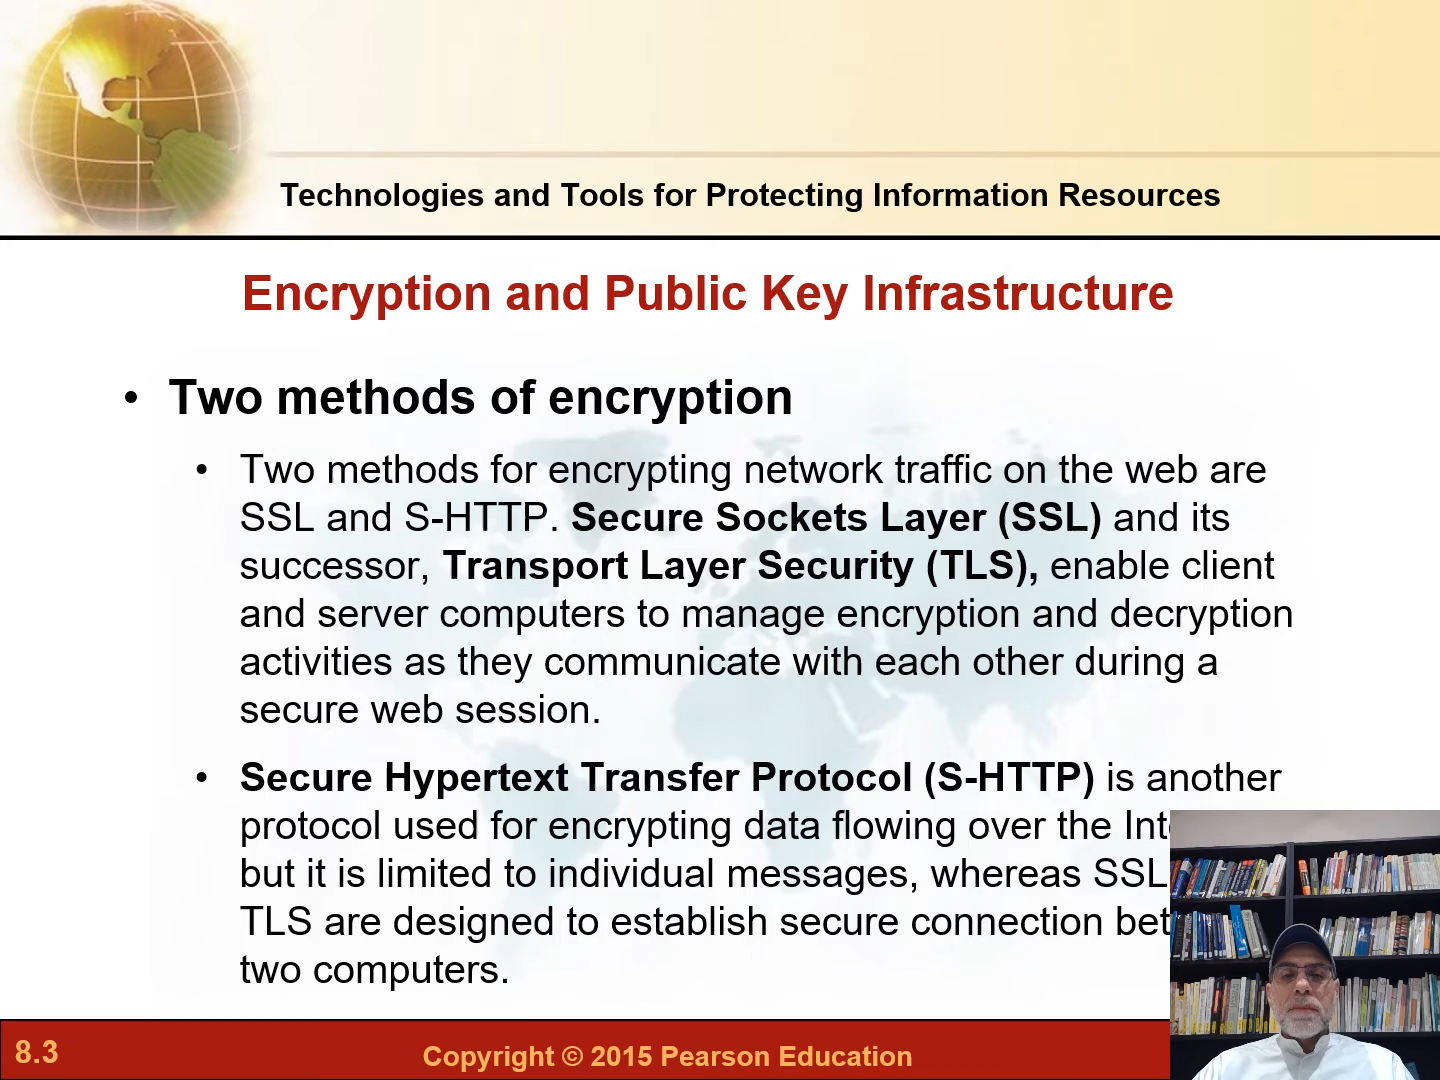 Technologies and Tools for Protecting Information Resources
Encryption and Public Key Infrastructure
• Two methods of encryption
• Two methods for encrypting network traffic on the web are
SSL and S-HTTP. Secure Sockets Layer (SSL) and its
successor, Transport Layer Security (TLS), enable client
and server computers to manage encryption and decryption
activities as they communicate with each other during a
secure web session.
• Secure Hypertext Transfer Protocol (S-HTTP) is another
protocol used for encrypting data flowing over the
but it is limited to individual messages, whereas SSL
TLS are designed to establish secure connection
two computers.
8.3
Copyright © 2015 Pearson Education